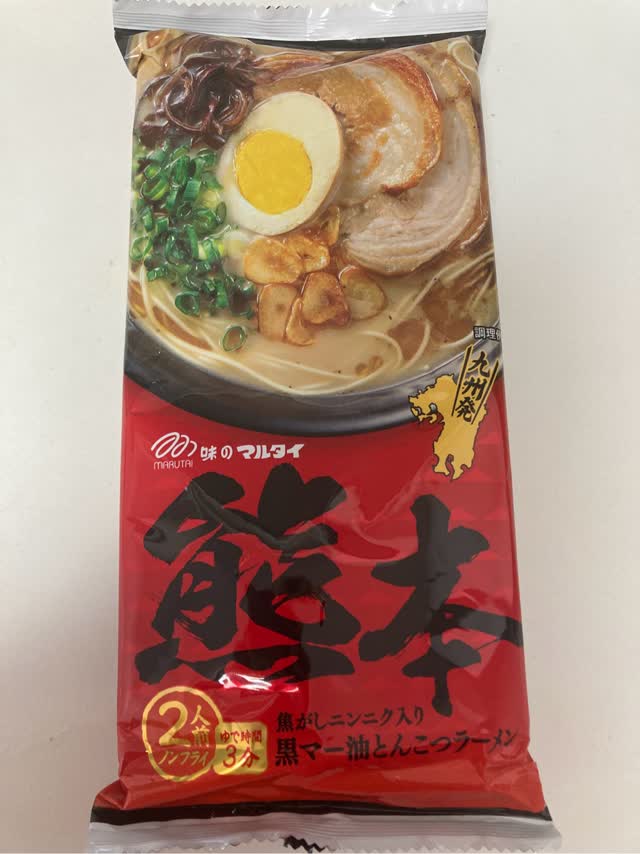 調理例
九州発
MARUTAI
味のマルタイ
熊本
2人前
ノンフライ
ゆで時間
3分
焦がしニンニク入り
黒マー油とんこつラーメン